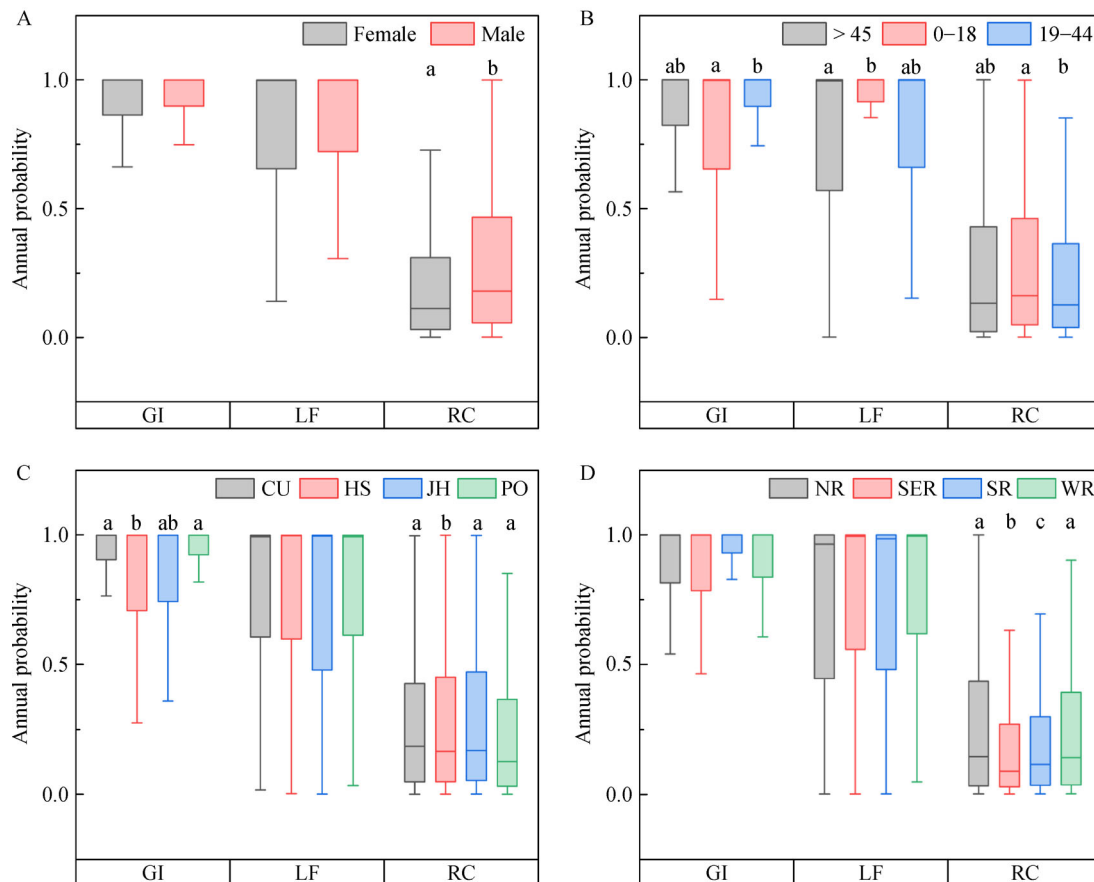 A
Female Male
a b
1.0
0.5
0.0
Annual probability
GI LF RC
B
> 45 0–18 19–44
ab a b a b ab ab a b
1.0
0.5
0.0
Annual probability
GI LF RC
C
CU HS JH PO
a b ab a a b a a
1.0
0.5
0.0
Annual probability
GI LF RC
D
NR SER SR WR
a b c a
1.0
0.5
0.0
Annual probability
GI LF RC